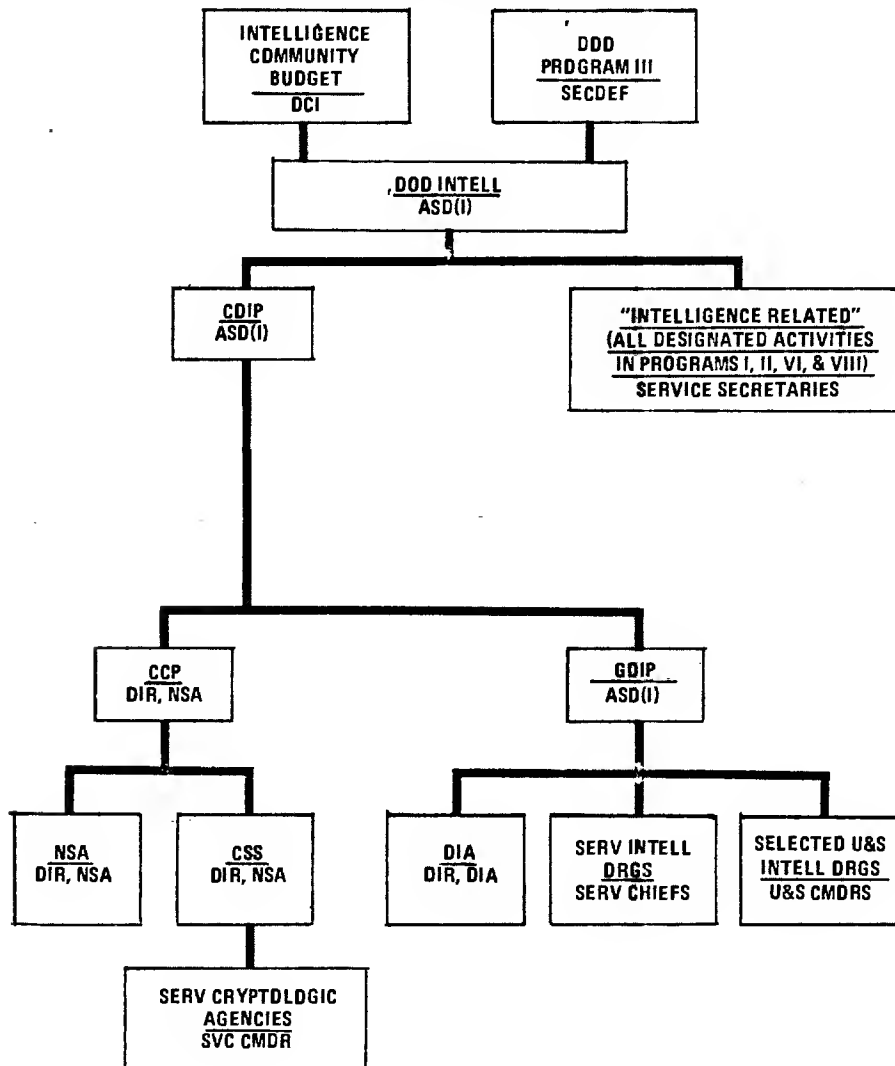 INTELLIGENCE
COMMUNITY
BUDGET
DCI
DDD
PRDGRAM III
SECDEF
DOD INTELL
ASD(I)
CDIP
ASD(I)
"INTELLIGENCE RELATED"
(ALL DESIGNATED ACTIVITIES
IN PROGRAMS I, II, VI, & VIII)
SERVICE SECRETARIES
CCP
DIR, NSA
GDIP
ASD(I)
NSA
DIR, NSA
CSS
DIR, NSA
DIA
DIR, DIA
SERV INTELL
DRGS
SERV CHIEFS
SELECTED U&S
INTELL DRGS
U&S CMDRS
SERV CRYPTDLDGIC
AGENCIES
SVC CMDR